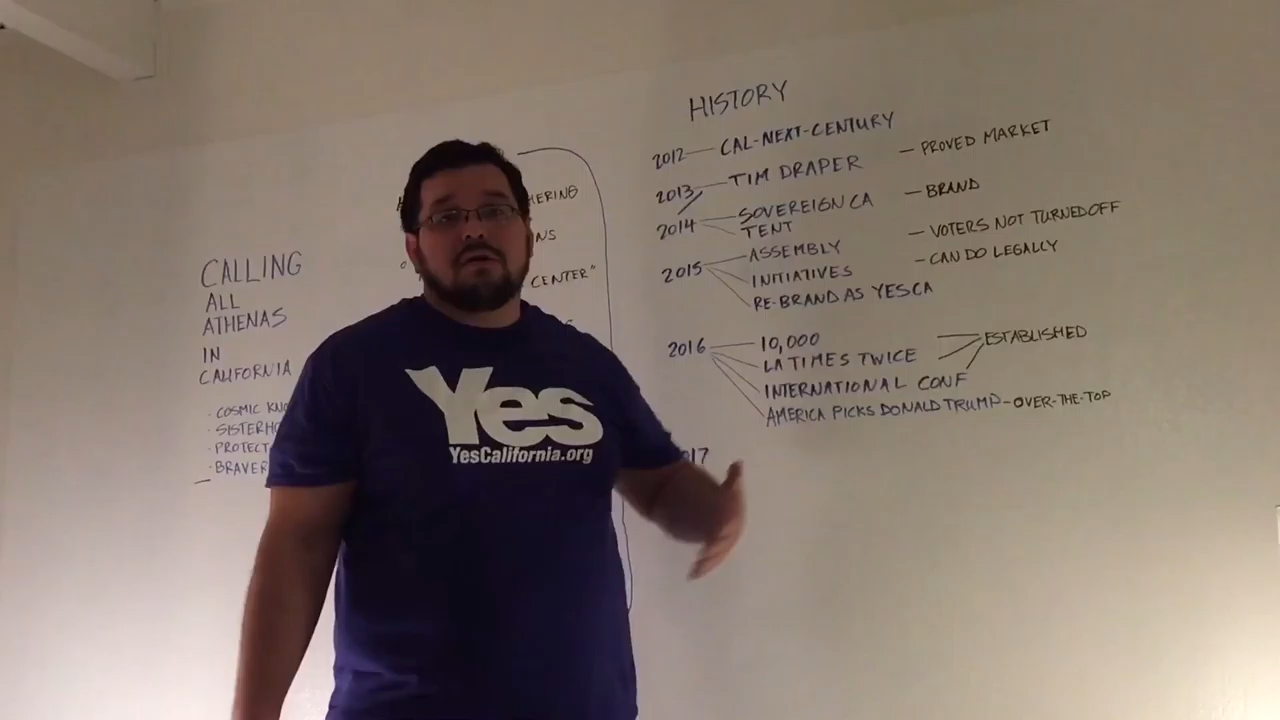 HISTORY
2012 CAL-NEXT-CENTURY
2013 TIM DRAPER - PROVED MARKET
2014 SOVEREIGN CA - BRAND
TENT
2015 ASSEMBLY - VOTERS NOT TURNED OFF
INITIATIVES - CAN DO LEGALLY
RE-BRAND AS YESCA
2016 10,000 ESTABLISHED
LA TIMES TWICE
INTERNATIONAL CONF
AMERICA PICKS DONALD TRUMP - OVER-THE-TOP
17
CENTER"
CALLING
ALL
ATHENAS
IN
CALIFORNIA
· COSMIC
· 
· PROTECT
· BRAVER
Yes
YesCalifornia.org